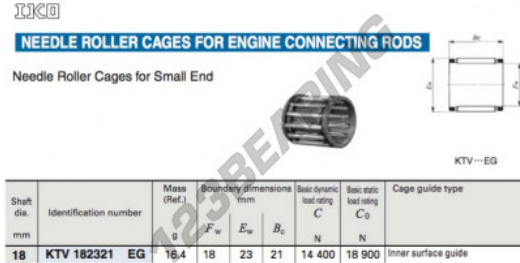 IKO
NEEDLE ROLLER CAGES FOR ENGINE CONNECTING RODS
Needle Roller Cages for Small End
Bc
Ew
Fw
KTV⋯EG
123BEARING
Shaft dia. mm
Identification number
Mass (Ref.) g
Boundary dimensions mm
Fw Ew Bc
Basic dynamic load rating C N
Basic static load rating C0 N
Cage guide type
18 KTV 182321 EG 16.4 18 23 21 14 400 18 900 Inner surface guide